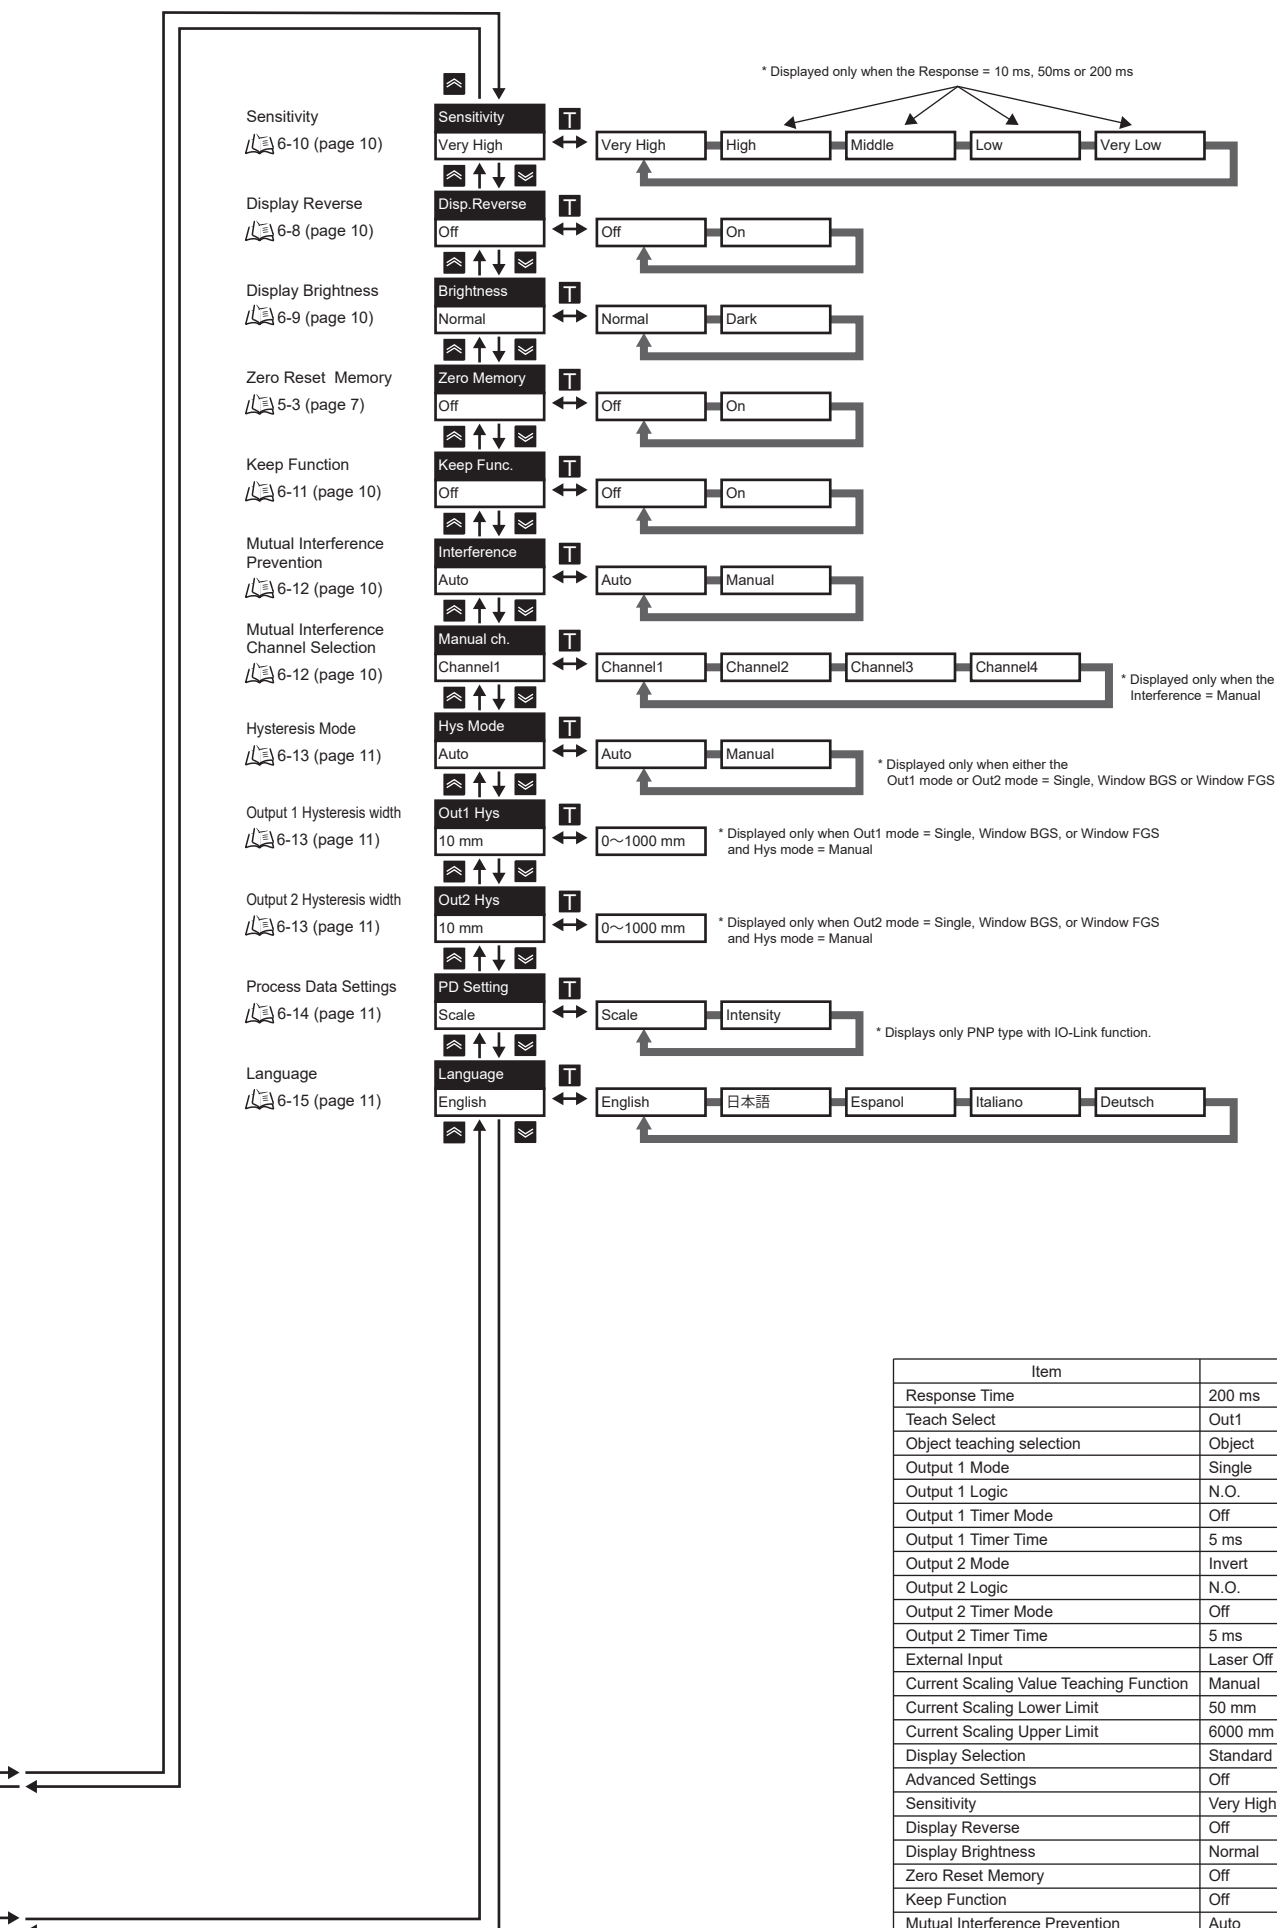 * Displayed only when the Response = 10 ms, 50ms or 200 ms
Sensitivity
6-10 (page 10)
Sensitivity
Very High
T
Very High
High
Middle
Low
Very Low
Display Reverse
6-8 (page 10)
Disp.Reverse
Off
T
Off
On
Display Brightness
6-9 (page 10)
Brightness
Normal
T
Normal
Dark
Zero Reset Memory
5-3 (page 7)
Zero Memory
Off
T
Off
On
Keep Function
6-11 (page 10)
Keep Func.
Off
T
Off
On
Mutual Interference
Prevention
6-12 (page 10)
Interference
Auto
T
Auto
Manual
Mutual Interference
Channel Selection
6-12 (page 10)
Manual ch.
Channel1
T
Channel1
Channel2
Channel3
Channel4
* Displayed only when the
Interference = Manual
Hysteresis Mode
6-13 (page 11)
Hys Mode
Auto
T
Auto
Manual
* Displayed only when either the
Out1 mode or Out2 mode = Single, Window BGS or Window FGS
Output 1 Hysteresis width
6-13 (page 11)
Out1 Hys
10 mm
T
0～1000 mm
* Displayed only when Out1 mode = Single, Window BGS, or Window FGS
and Hys mode = Manual
Output 2 Hysteresis width
6-13 (page 11)
Out2 Hys
10 mm
T
0～1000 mm
* Displayed only when Out2 mode = Single, Window BGS, or Window FGS
and Hys mode = Manual
Process Data Settings
6-14 (page 11)
PD Setting
Scale
T
Scale
Intensity
* Displays only PNP type with IO-Link function.
Language
6-15 (page 11)
Language
English
T
English
日本語
Espanol
Italiano
Deutsch
Item
Response Time 200 ms
Teach Select Out1
Object teaching selection Object
Output 1 Mode Single
Output 1 Logic N.O.
Output 1 Timer Mode Off
Output 1 Timer Time 5 ms
Output 2 Mode Invert
Output 2 Logic N.O.
Output 2 Timer Mode Off
Output 2 Timer Time 5 ms
External Input Laser Off
Current Scaling Value Teaching Function Manual
Current Scaling Lower Limit 50 mm
Current Scaling Upper Limit 6000 mm
Display Selection Standard
Advanced Settings Off
Sensitivity Very High
Display Reverse Off
Display Brightness Normal
Zero Reset Memory Off
Keep Function Off
Mutual Interference Prevention Auto